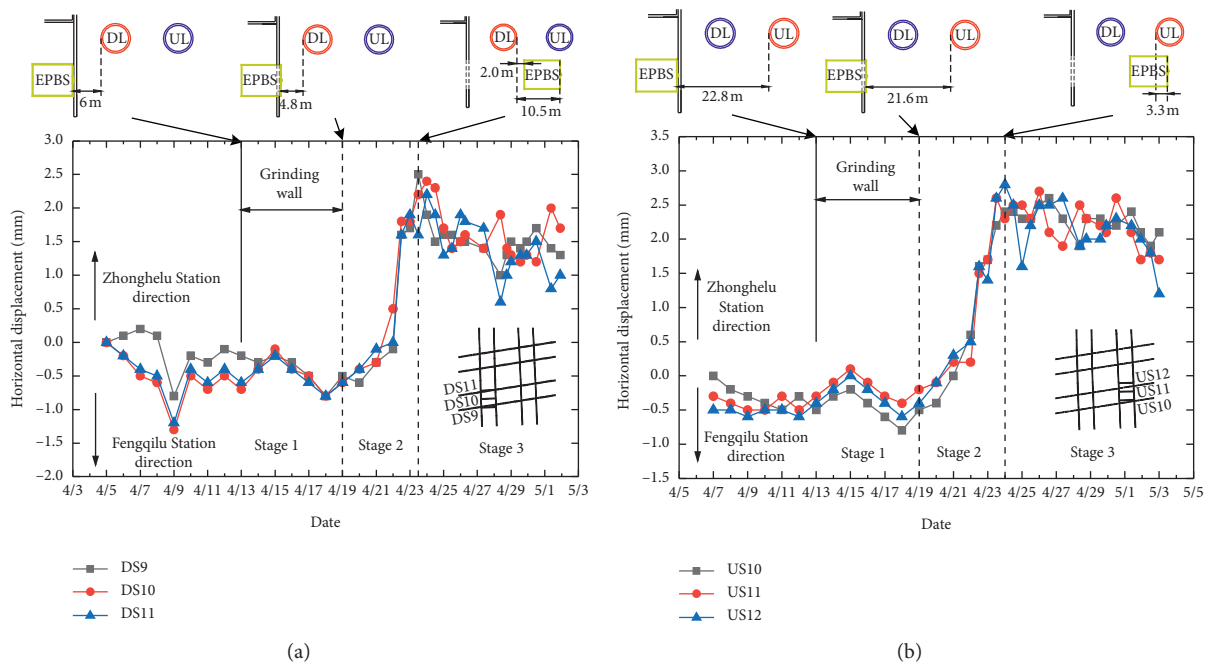 DL
UL
EPBS
6 m
DL
UL
EPBS
4.8 m
DL
UL
2.0 m
EPBS
10.5 m
Horizontal displacement (mm)
3.0
2.5
2.0
1.5
1.0
0.5
0.0
−0.5
−1.0
−1.5
−2.0
Grinding
wall
Zhonghelu Station
direction
Fengqilu Station
direction
Stage 1
Stage 2
Stage 3
DS11
DS10
DS9
4/3
4/5
4/7
4/9
4/11
4/13
4/15
4/17
4/19
4/21
4/23
4/25
4/27
4/29
5/1
5/3
Date
DS9
DS10
DS11
(a)
DL
UL
EPBS
22.8 m
DL
UL
EPBS
21.6 m
DL
UL
EPBS
3.3 m
Horizontal displacement (mm)
3.5
3.0
2.5
2.0
1.5
1.0
0.5
0.0
−0.5
−1.0
−1.5
Grinding
wall
Zhonghelu
Station
direction
Fengqilu Station
direction
Stage 1
Stage 2
Stage 3
US12
US11
US10
4/5
4/7
4/9
4/11
4/13
4/15
4/17
4/19
4/21
4/23
4/25
4/27
4/29
5/1
5/3
5/5
Date
US10
US11
US12
(b)